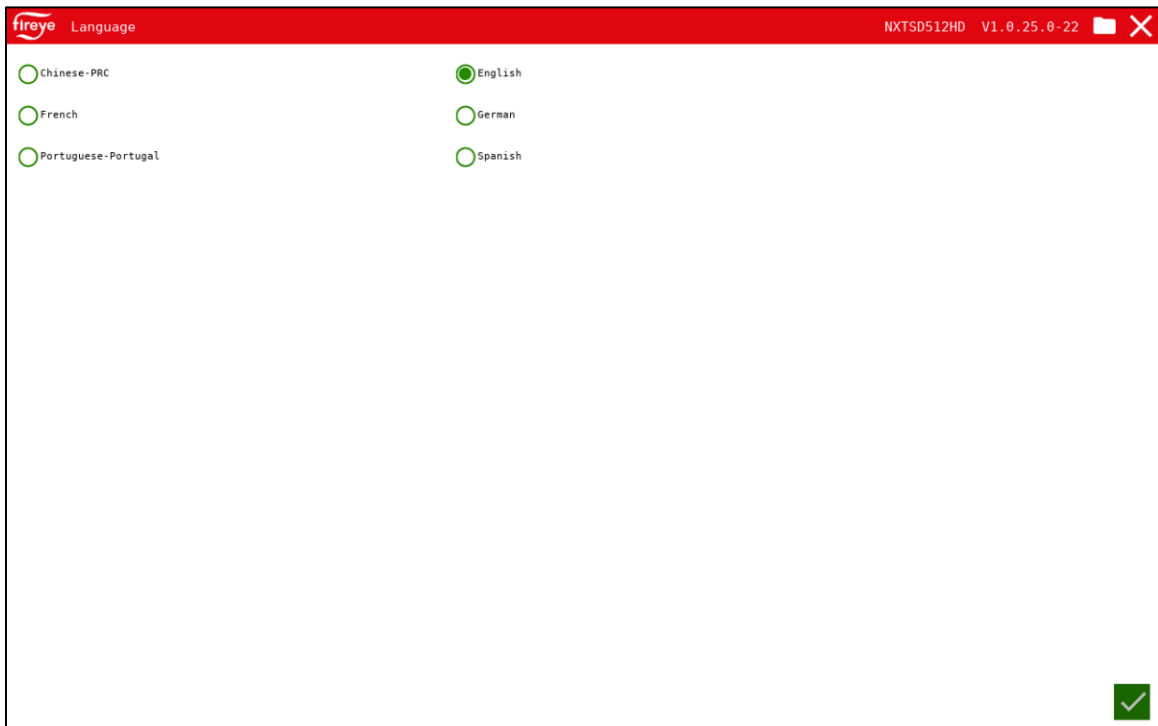 fireye Language NXTSD512HD V1.0.25.0-22
Chinese-PRC English
French German
Portuguese-Portugal Spanish